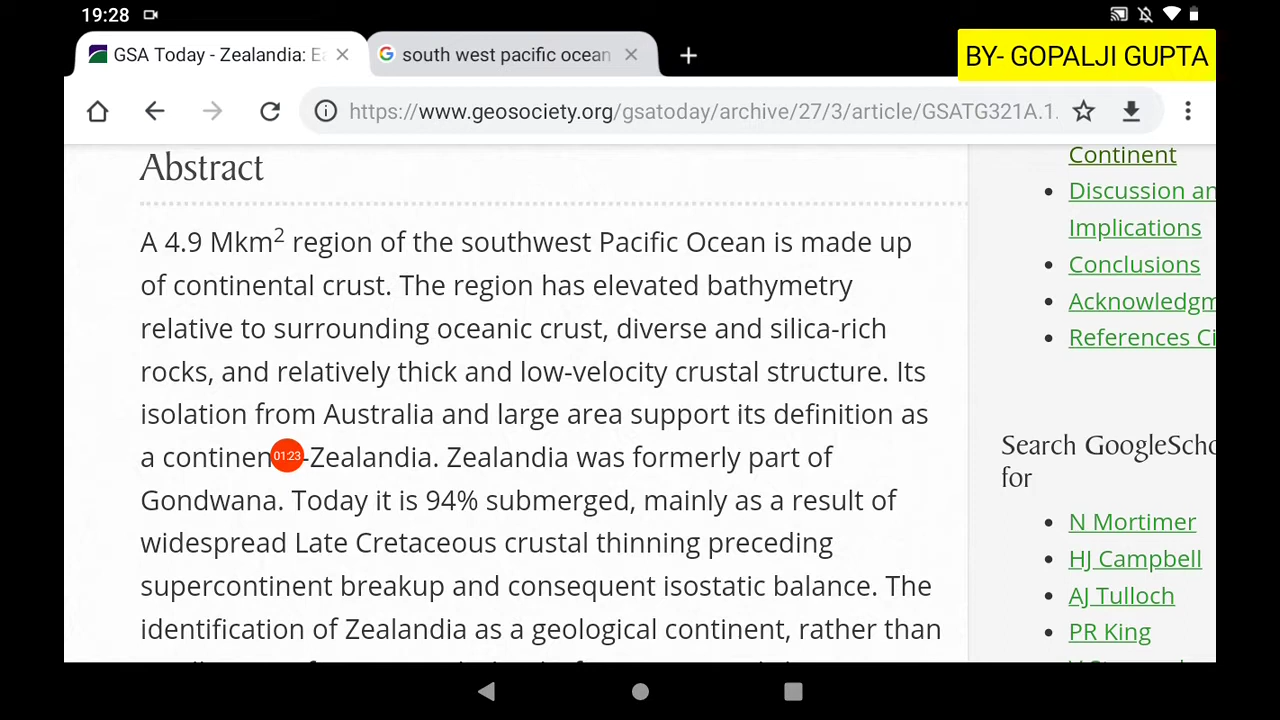 19:28
GSA Today - Zealandia: Ea
south west pacific ocean
BY- GOPALJI GUPTA
https://www.geosociety.org/gsatoday/archive/27/3/article/GSATG321A.1.
Abstract
A 4.9 Mkm² region of the southwest Pacific Ocean is made up
of continental crust. The region has elevated bathymetry
relative to surrounding oceanic crust, diverse and silica-rich
rocks, and relatively thick and low-velocity crustal structure. Its
isolation from Australia and large area support its definition as
a continen 01:23 -Zealandia. Zealandia was formerly part of
Gondwana. Today it is 94% submerged, mainly as a result of
widespread Late Cretaceous crustal thinning preceding
supercontinent breakup and consequent isostatic balance. The
identification of Zealandia as a geological continent, rather than
Continent
Discussion an
Implications
Conclusions
Acknowledgm
References Ci
Search GoogleScho
for
N Mortimer
HJ Campbell
AJ Tulloch
PR King